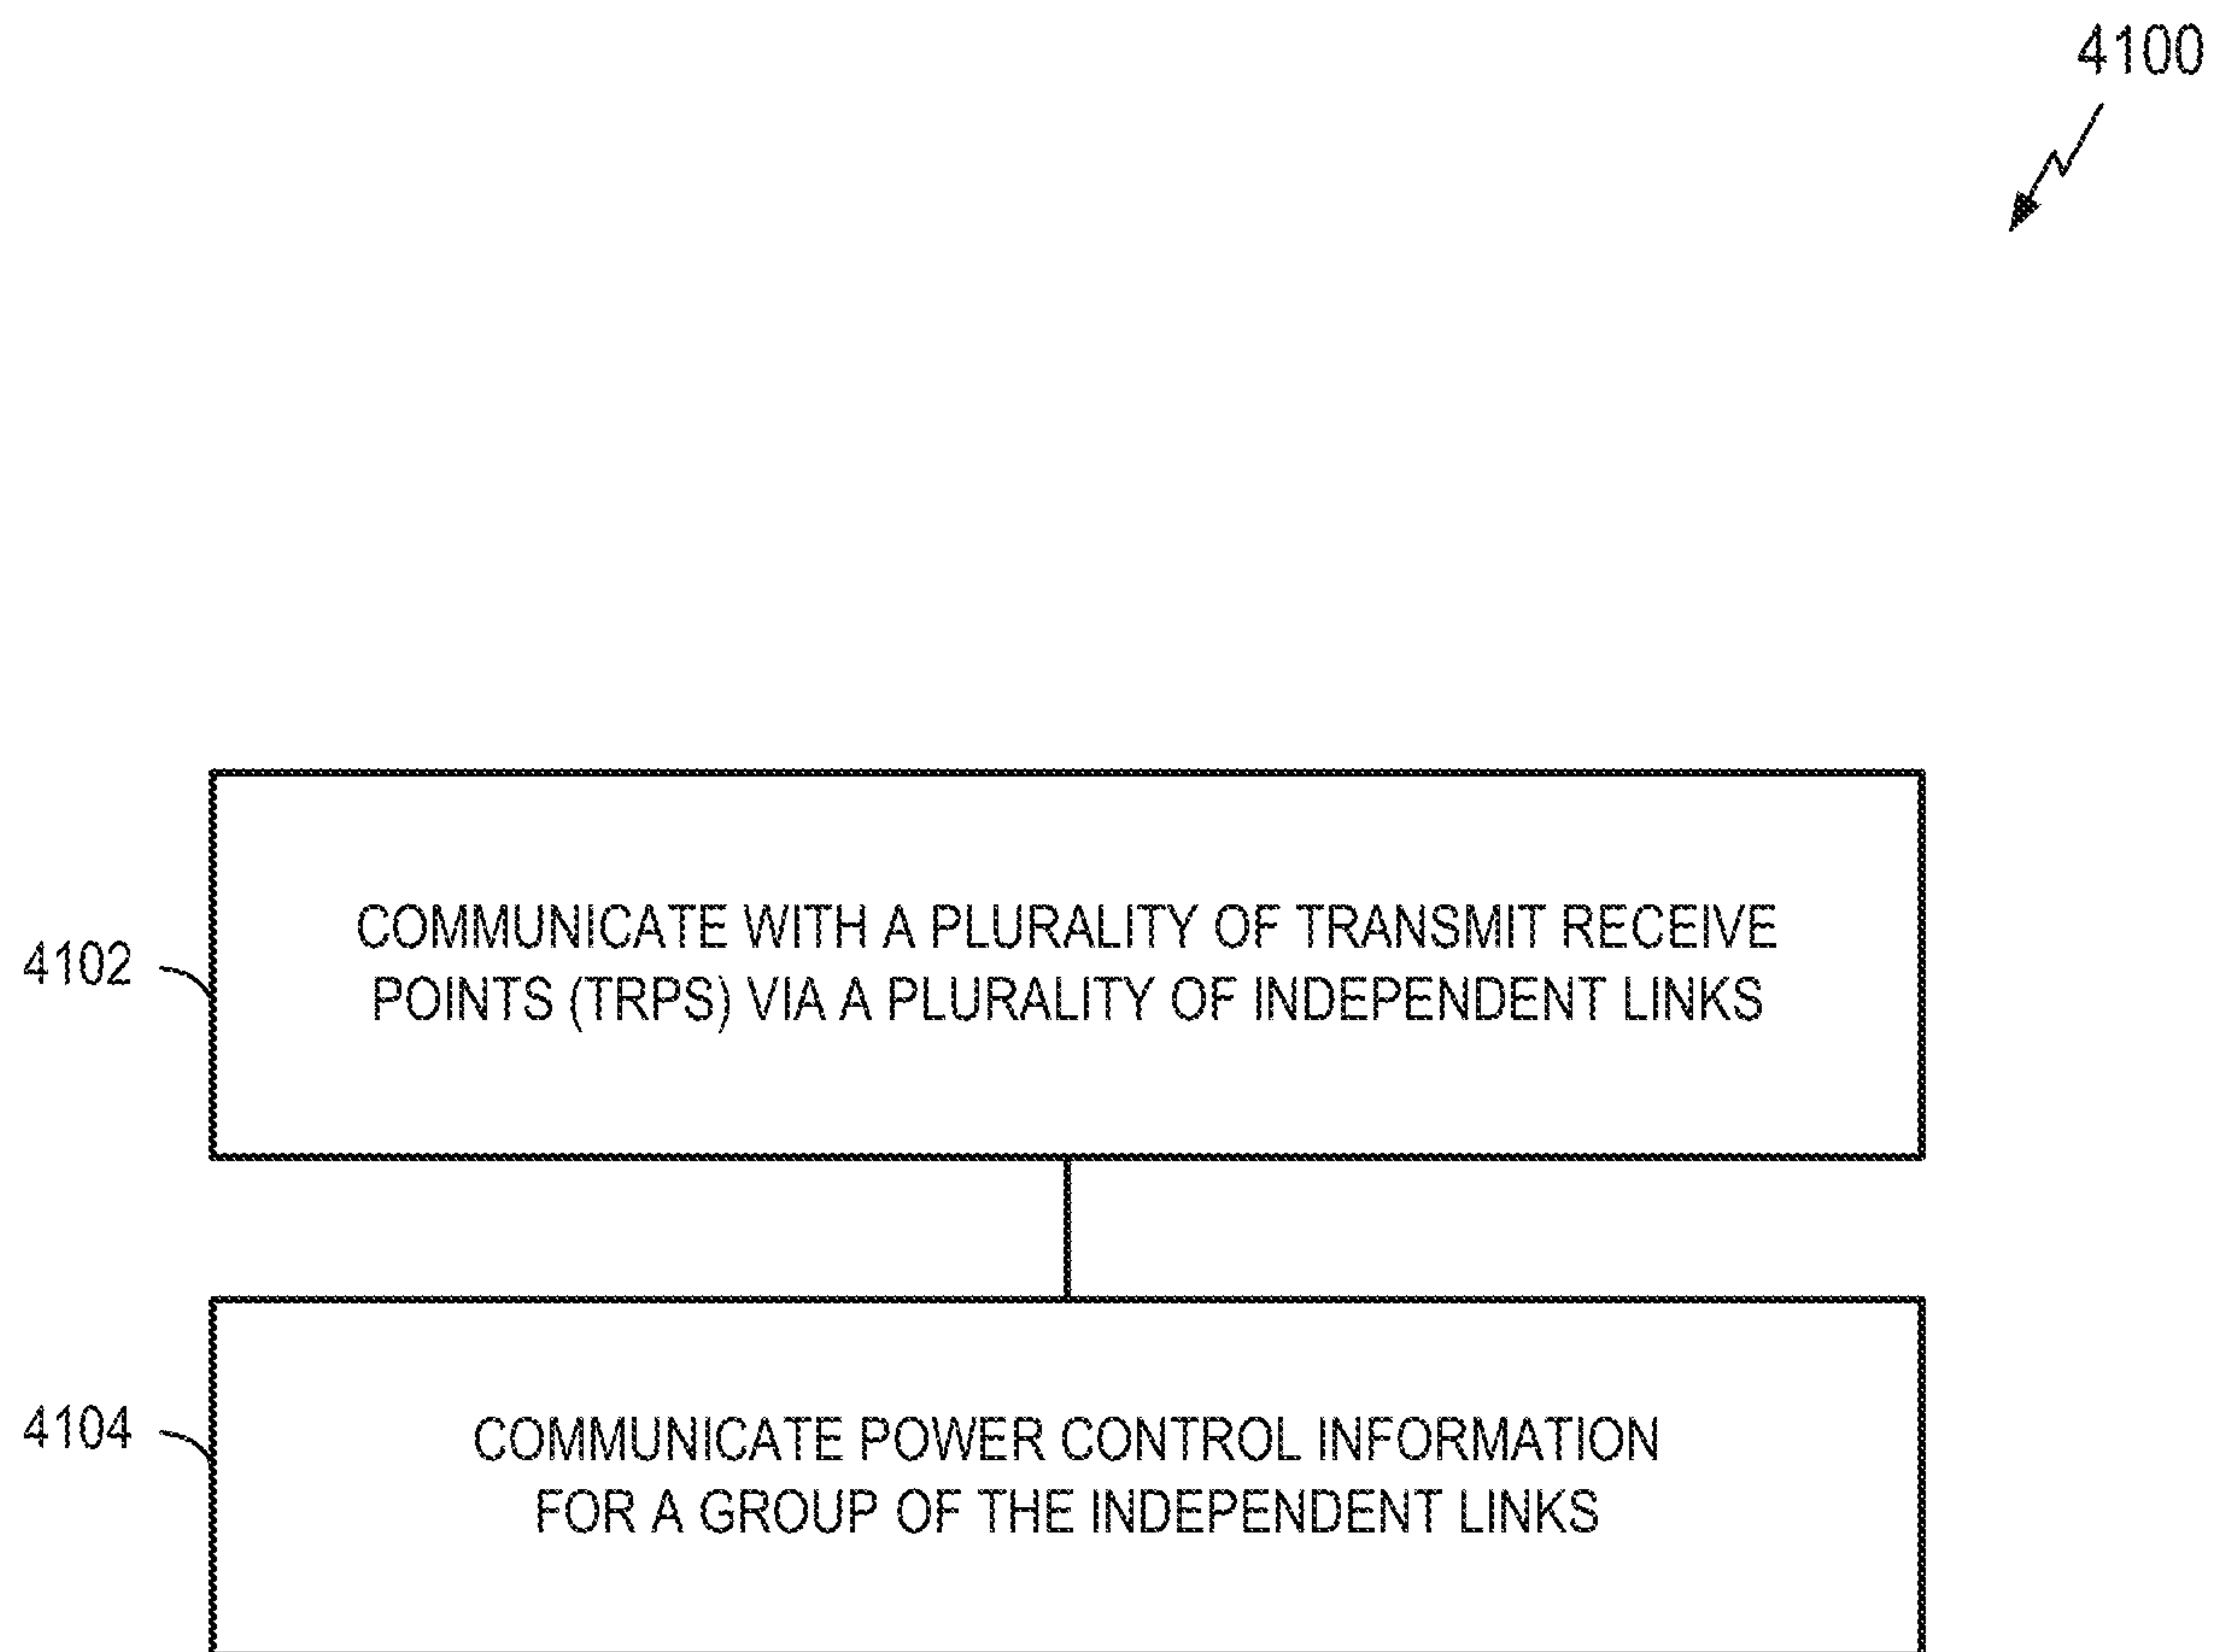 4100
COMMUNICATE WITH A PLURALITY OF TRANSMIT RECEIVE
POINTS (TRPS) VIA A PLURALITY OF INDEPENDENT LINKS
4102
COMMUNICATE POWER CONTROL INFORMATION
FOR A GROUP OF THE INDEPENDENT LINKS
4104